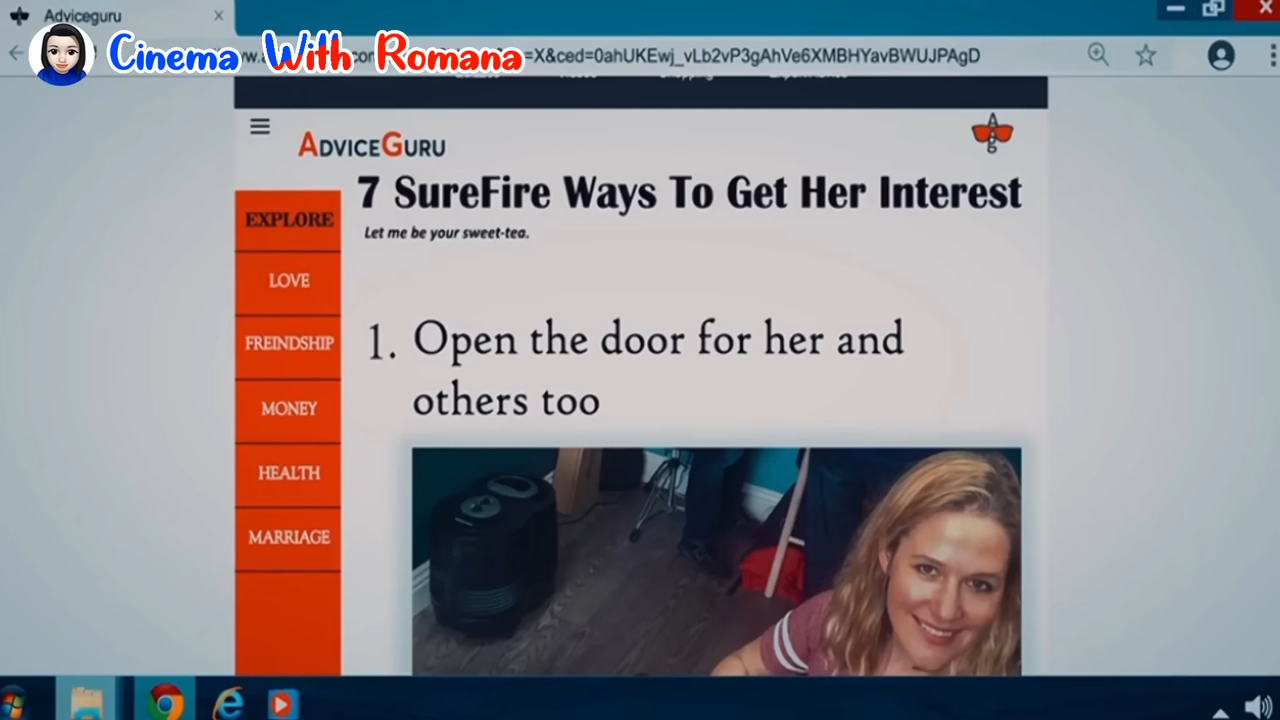 Adviceguru
Cinema With Romana
=X&ced=0ahUKEwj_vLb2vP3gAhVe6XMBHYavBWUJPAgD
ADVICEGURU
7 SureFire Ways To Get Her Interest
Let me be your sweet-tea.
EXPLORE
LOVE
FREINDSHIP
MONEY
HEALTH
MARRIAGE
1. Open the door for her and
others too